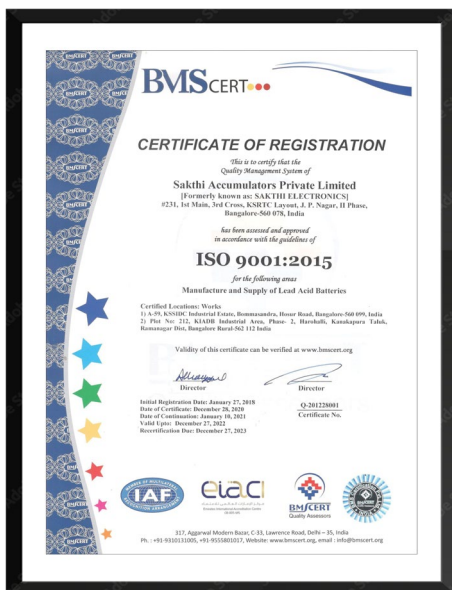 BMSCERT
CERTIFICATE OF REGISTRATION
This is to certify that the
Quality Management System of
Sakthi Accumulators Private Limited
[Formerly known as: SAKTHI ELECTRONICS]
#231, 1st Main, 3rd Cross, KSRTC Layout, J. P. Nagar, II Phase,
Bangalore-560 078, India
has been assessed and approved
in accordance with the guidelines of
ISO 9001:2015
for the following areas
Manufacture and Supply of Lead Acid Batteries
Certified Locations: Works
1) A-59, KSSIDC Industrial Estate, Bommasandra, Hosur Road, Bangalore-560 099, India
2) Plot No: 212, KIADB Industrial Area, Phase- 2, Harohalli, Kanakapura Taluk,
Ramanagar Dist, Bangalore Rural-562 112 India
Validity of this certificate can be verified at www.bmscert.org
Director
Director
Initial Registration Date: January 27, 2018
Date of Certificate: December 28, 2020
Date of Continuation: January 10, 2021
Valid Upto: December 27, 2022
Recertification Due: December 27, 2023
Q-201228001
Certificate No.
IAF
eiaci
BMSCERT
Quality Assessors
317, Aggarwal Modern Bazar, C-33, Lawrence Road, Delhi – 35, India
Ph. : +91-9310131005, +91-9555801017, Website: www.bmscert.org, email : info@bmscert.org